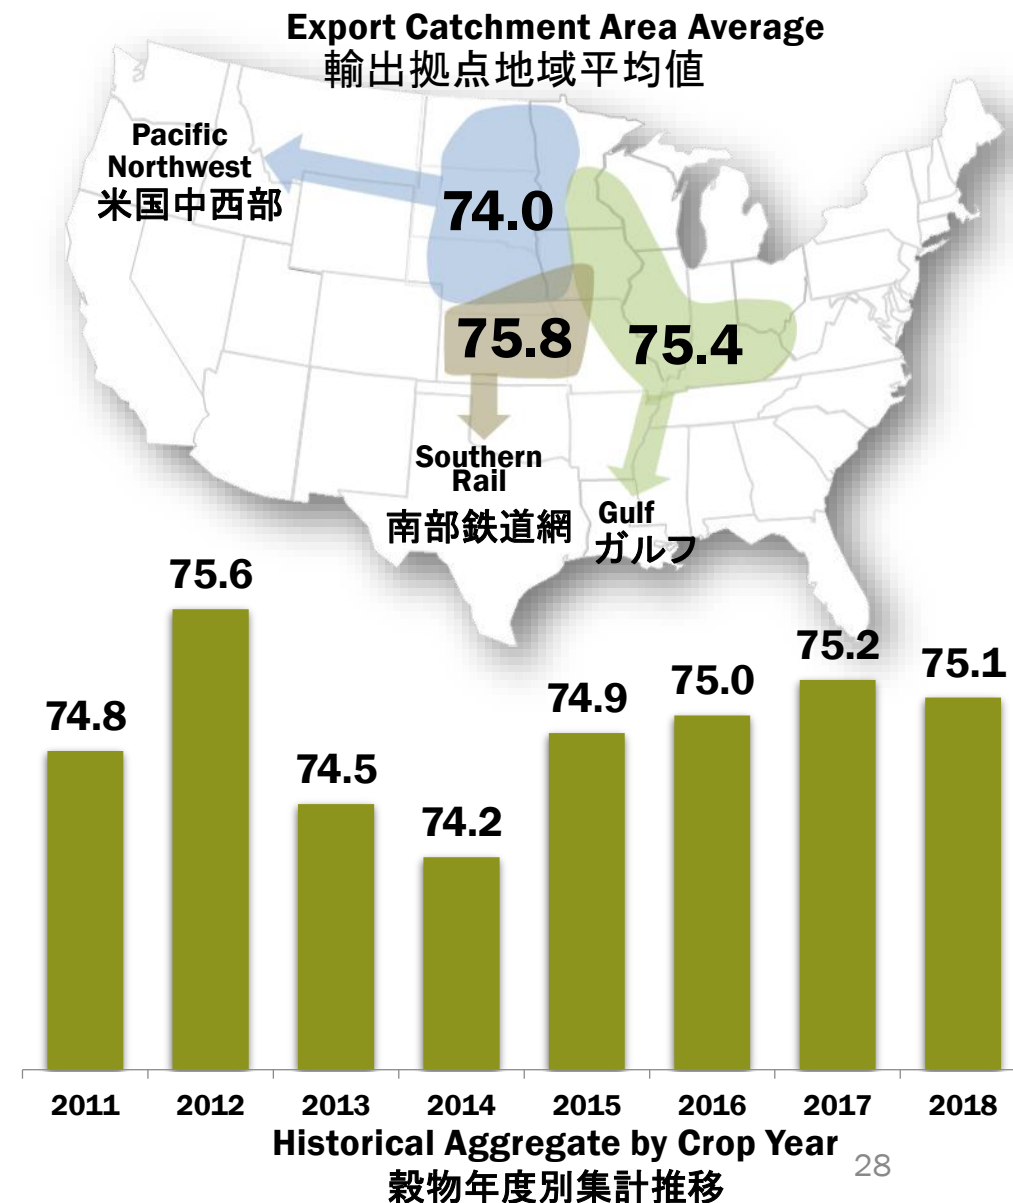 Export Catchment Area Average
輸出拠点地域平均値
Pacific
Northwest
米国中西部
74.0
75.8
75.4
Southern
Rail
南部鉄道網
Gulf
ガルフ
74.8
75.6
74.5
74.2
74.9
75.0
75.2
75.1
2011
2012
2013
2014
2015
2016
2017
2018
Historical Aggregate by Crop Year
穀物年度別集計推移
28